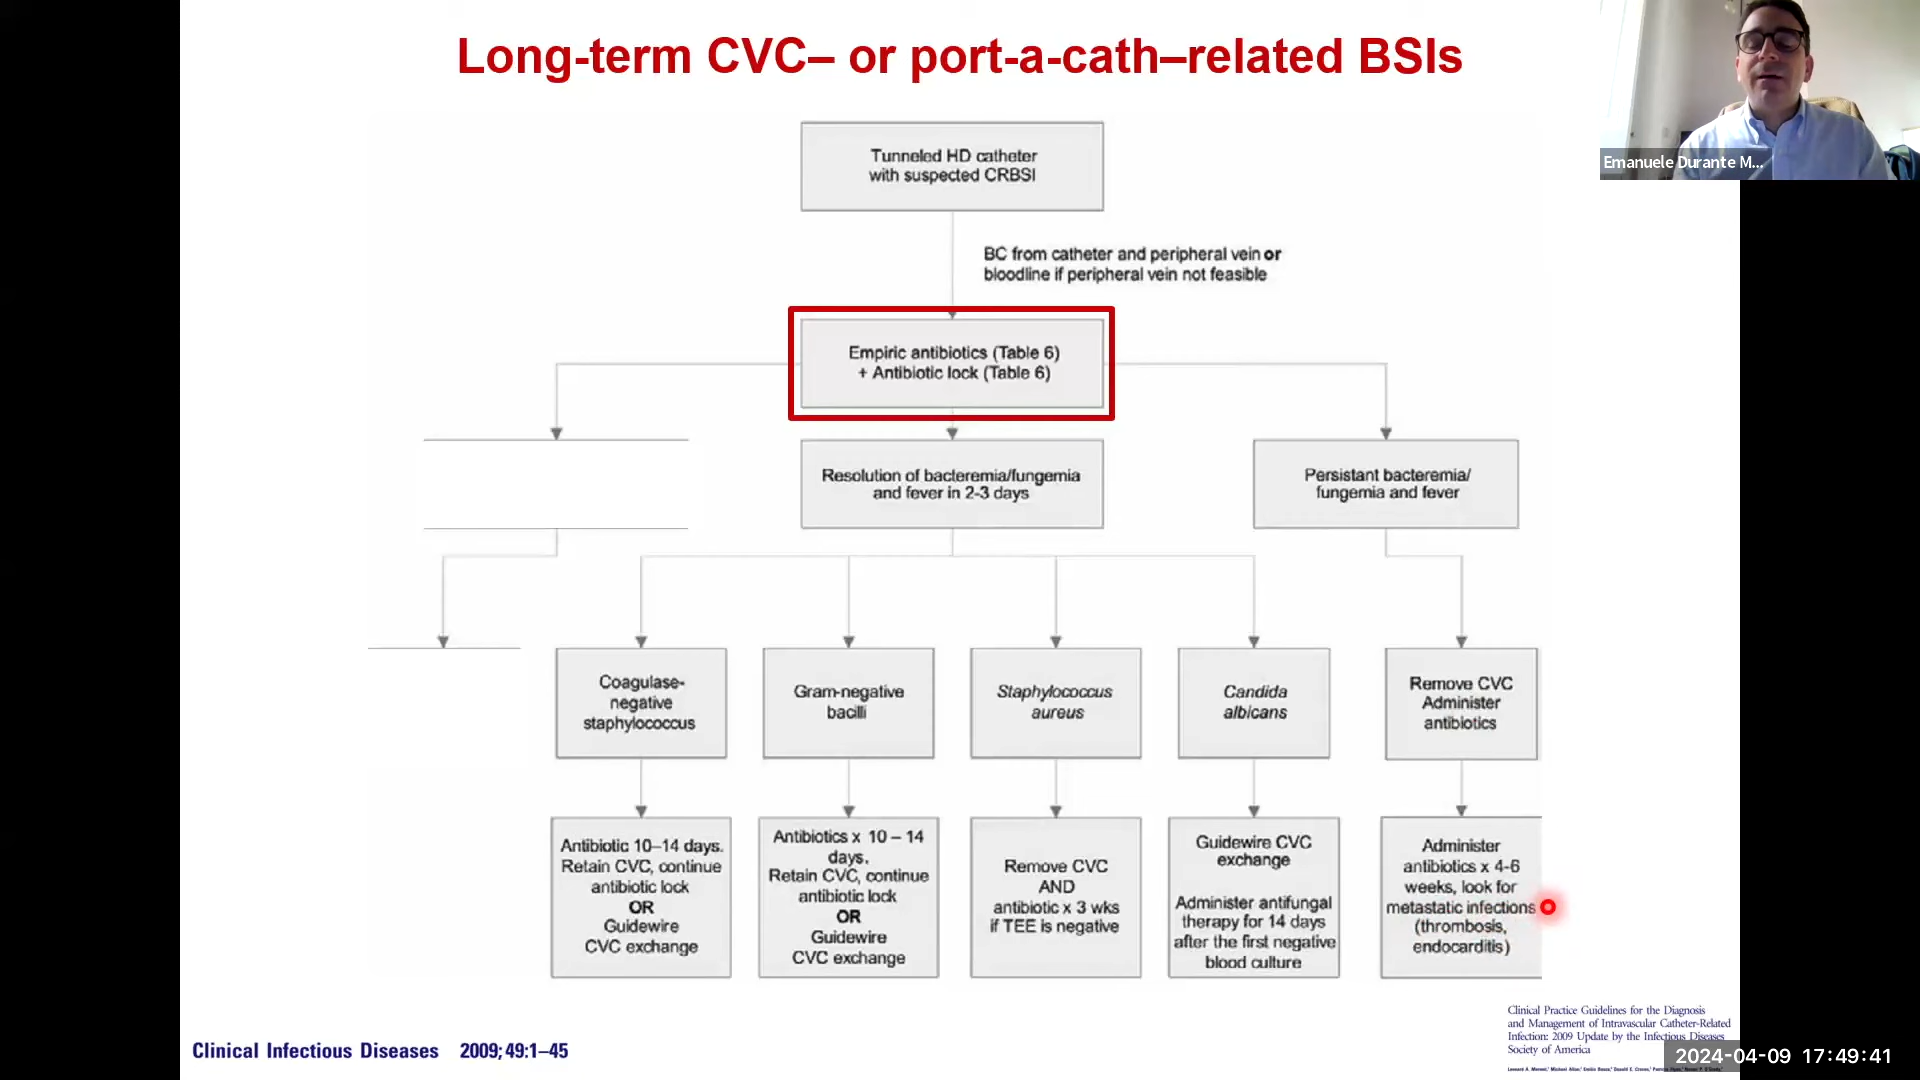 Long-term CVC– or port-a-cath–related BSIs
Emanuele Durante M...
Tunneled HD catheter
with suspected CRBSI
BC from catheter and peripheral vein or
bloodline if peripheral vein not feasible
Empiric antibiotics (Table 6)
+ Antibiotic lock (Table 6)
Resolution of bacteremia/fungemia
and fever in 2-3 days
Persistant bacteremia/
fungemia and fever
Coagulase-
negative
staphylococcus
Gram-negative
bacilli
Staphylococcus
aureus
Candida
albicans
Remove CVC
Administer
antibiotics
Antibiotic 10–14 days.
Retain CVC, continue
antibiotic lock
OR
Guidewire
CVC exchange
Antibiotics x 10 – 14
days.
Retain CVC, continue
antibiotic lock
OR
Guidewire
CVC exchange
Remove CVC
AND
antibiotic x 3 wks
if TEE is negative
Guidewire CVC
exchange
Administer antifungal
therapy for 14 days
after the first negative
blood culture
Administer
antibiotics x 4-6
weeks, look for
metastatic infections
(thrombosis,
endocarditis)
Clinical Infectious Diseases 2009; 49:1–45
Clinical Practice Guidelines for the Diagnosis
and Management of Intravascular Catheter-Related
Infection: 2009 Update by the Infectious Diseases
Society of America
2024-04-09 17:49:41